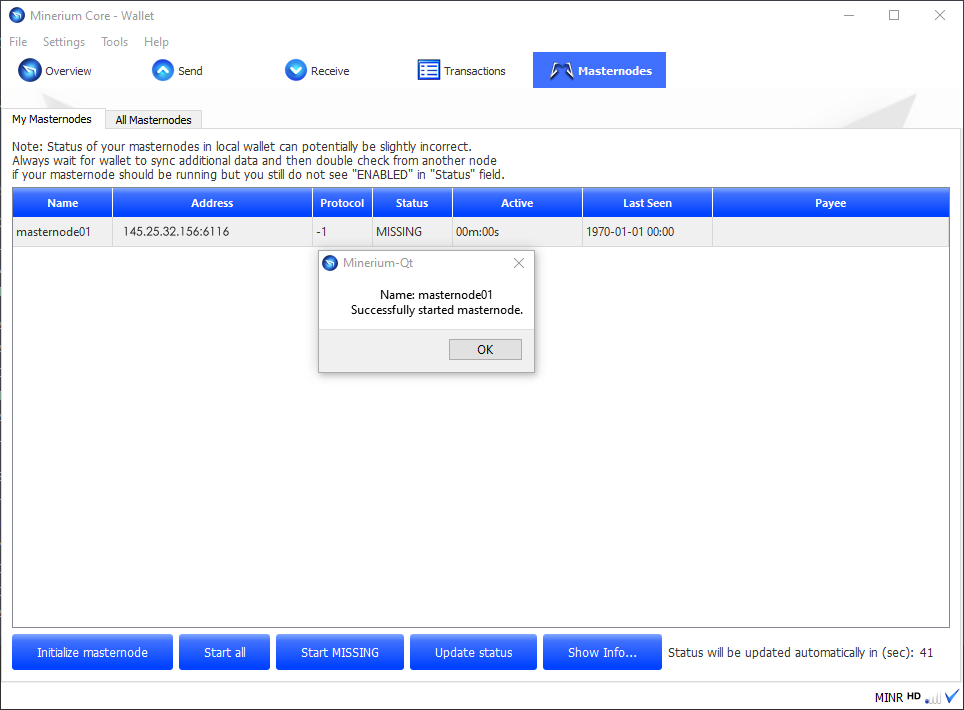 Minerium Core - Wallet
File Settings Tools Help
Overview Send Receive Transactions Masternodes
My Masternodes All Masternodes
Note: Status of your masternodes in local wallet can potentially be slightly incorrect.
Always wait for wallet to sync additional data and then double check from another node
if your masternode should be running but you still do not see "ENABLED" in "Status" field.
Name Address Protocol Status Active Last Seen Payee
masternode01 145.25.32.156:6116 -1 MISSING 00m:00s 1970-01-01 00:00
Minerium-Qt
Name: masternode01
Successfully started masternode.
OK
Initialize masternode Start all Start MISSING Update status Show Info... Status will be updated automatically in (sec): 41
MINR HD